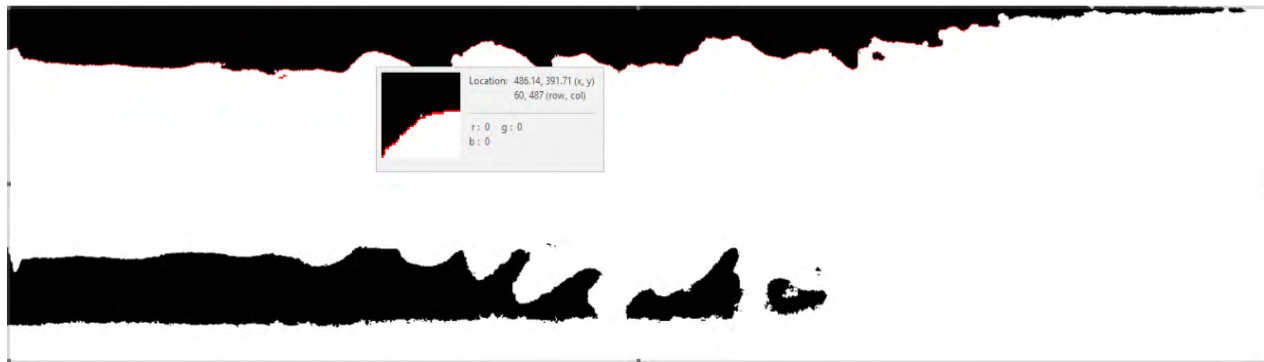 Location: 486.14, 391.71 (x, y)
60, 487 (row, col)
r : 0 g : 0
b : 0